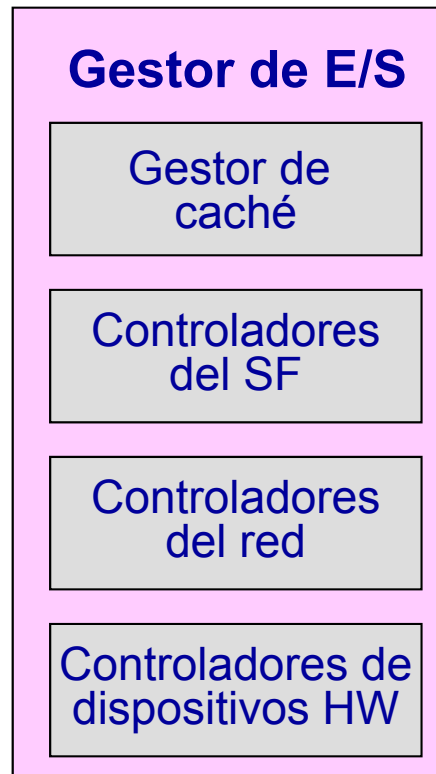 Gestor de E/S
Gestor de
caché
Controladores
del SF
Controladores
del red
Controladores de
dispositivos HW